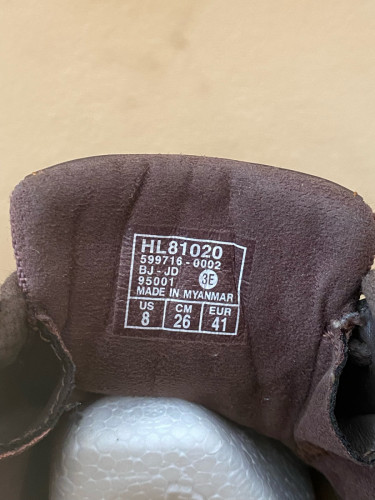 HL81020
599716-0002
BJ-JD
95001 3E
MADE IN MYANMAR
US CM EUR
8 26 41